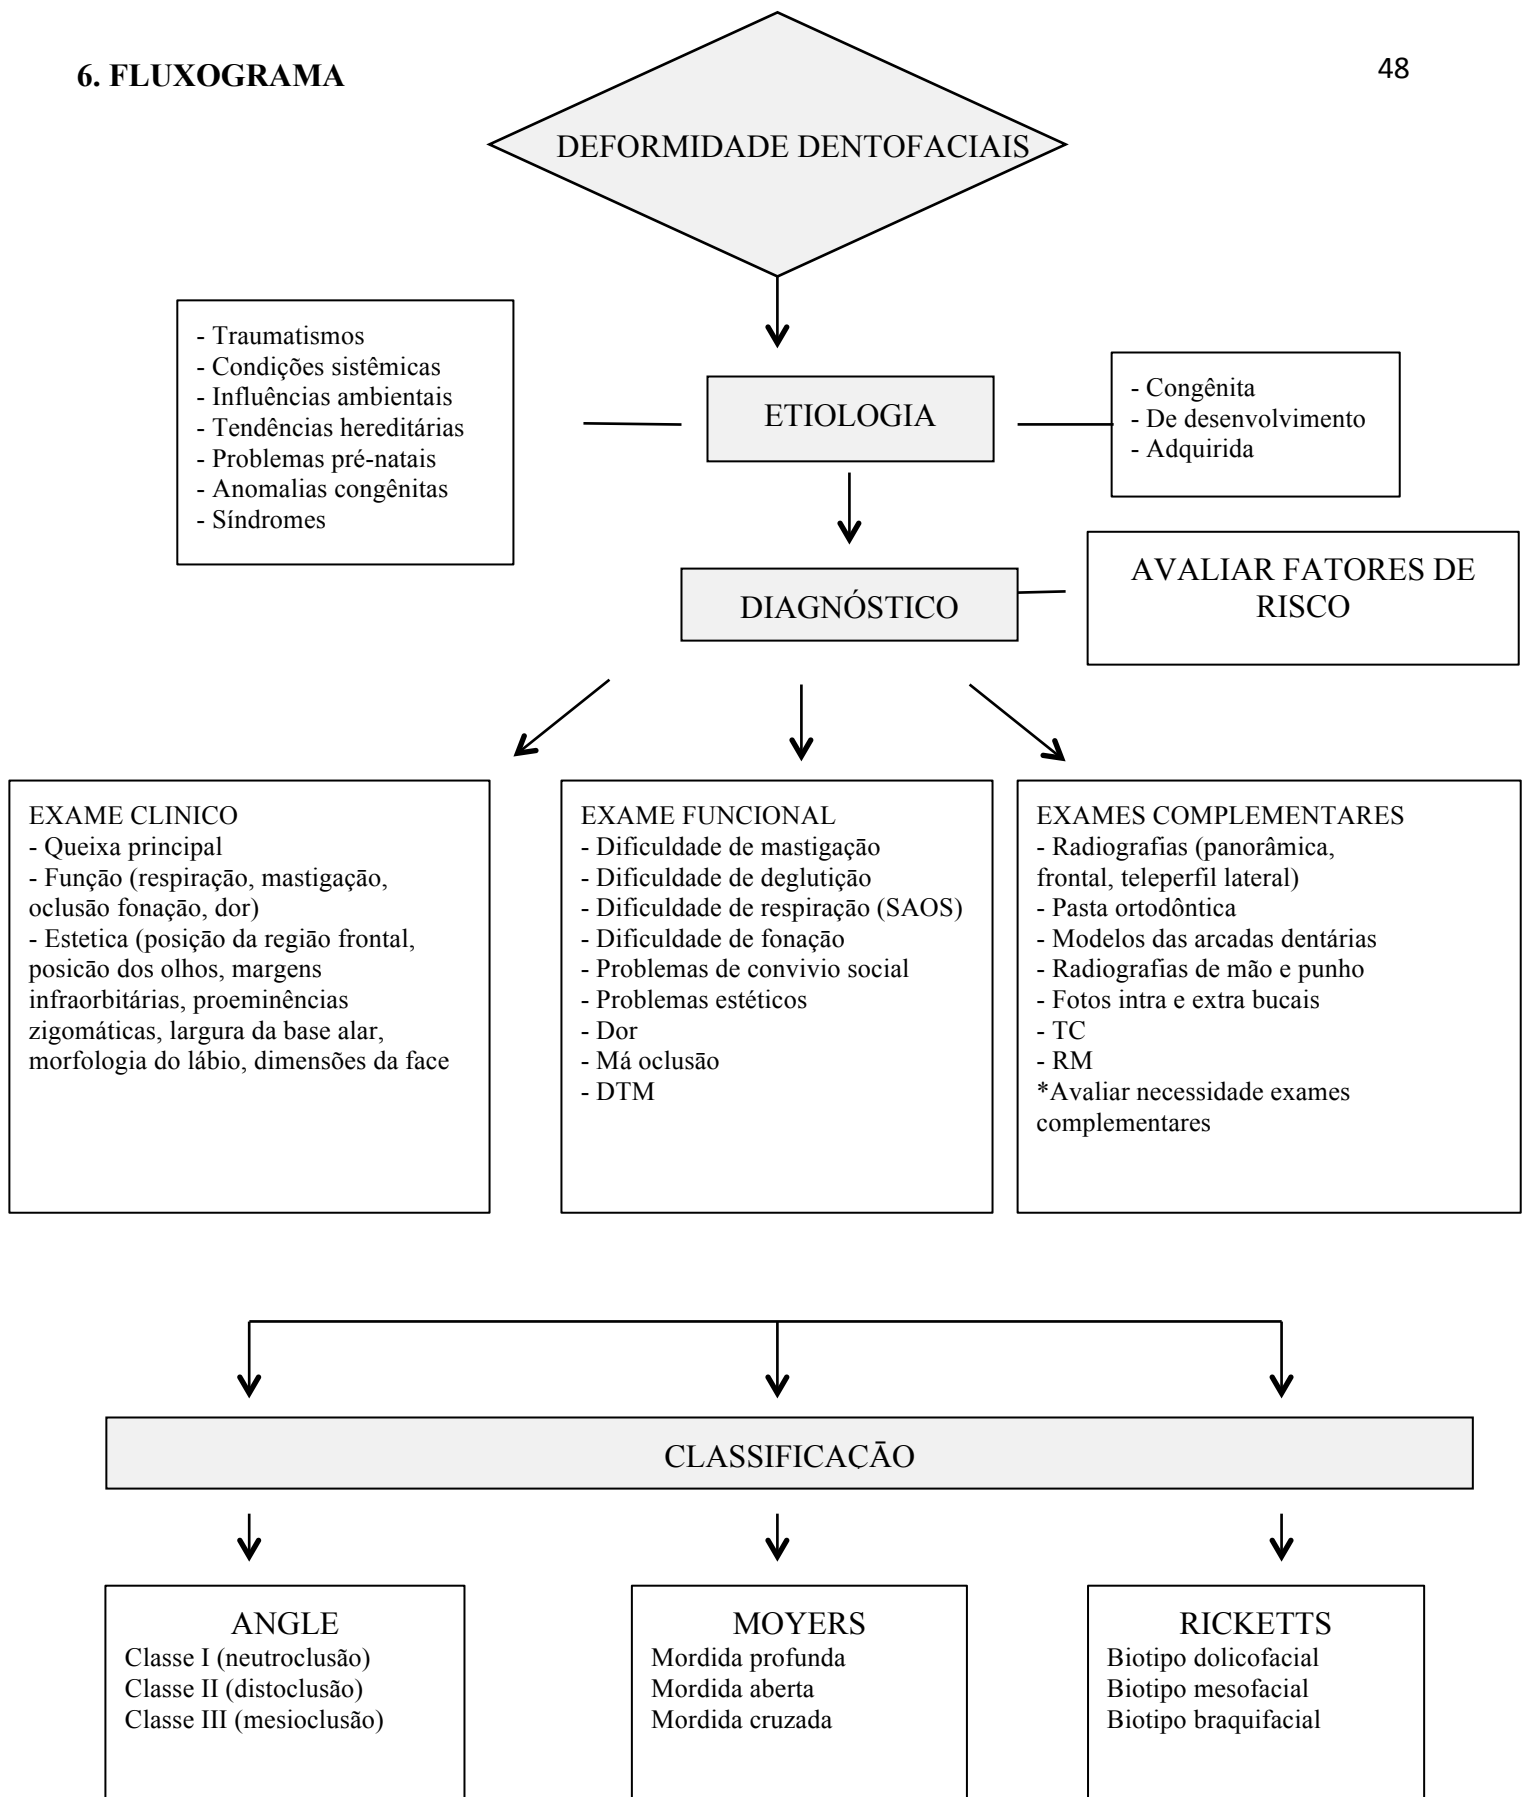 6. FLUXOGRAMA
48
DEFORMIDADE DENTOFACIAIS
- Traumatismos
- Condições sistêmicas
- Influências ambientais
- Tendências hereditárias
- Problemas pré-natais
- Anomalias congênitas
- Síndromes
ETIOLOGIA
- Congênita
- De desenvolvimento
- Adquirida
DIAGNÓSTICO
AVALIAR FATORES DE
RISCO
EXAME CLINICO
- Queixa principal
- Função (respiração, mastigação,
oclusão fonação, dor)
- Estetica (posição da região frontal,
posicão dos olhos, margens
infraorbitárias, proeminências
zigomáticas, largura da base alar,
morfologia do lábio, dimensões da face
EXAME FUNCIONAL
- Dificuldade de mastigação
- Dificuldade de deglutição
- Dificuldade de respiração (SAOS)
- Dificuldade de fonação
- Problemas de convivio social
- Problemas estéticos
- Dor
- Má oclusão
- DTM
EXAMES COMPLEMENTARES
- Radiografias (panorâmica,
frontal, teleperfil lateral)
- Pasta ortodôntica
- Modelos das arcadas dentárias
- Radiografias de mão e punho
- Fotos intra e extra bucais
- TC
- RM
*Avaliar necessidade exames
complementares
CLASSIFICAÇÃO
ANGLE
Classe I (neutroclusão)
Classe II (distoclusão)
Classe III (mesioclusão)
MOYERS
Mordida profunda
Mordida aberta
Mordida cruzada
RICKETTS
Biotipo dolicofacial
Biotipo mesofacial
Biotipo braquifacial